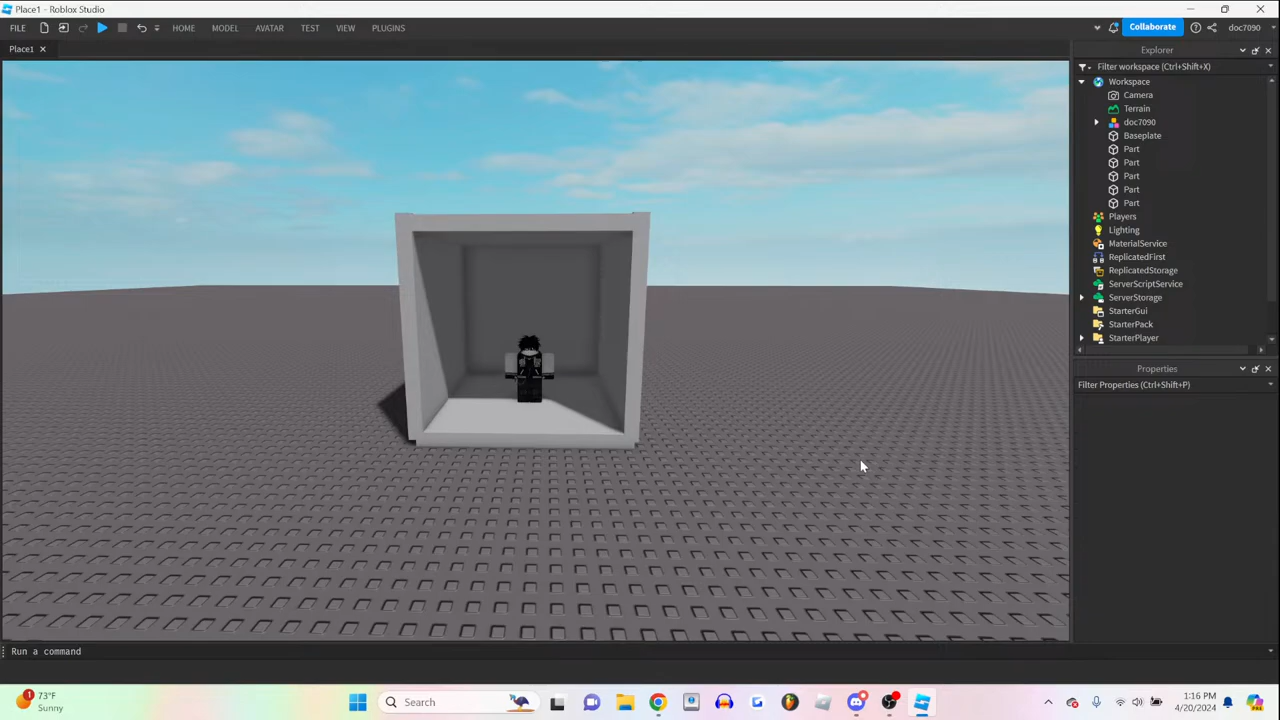 Place1 - Roblox Studio
FILE HOME MODEL AVATAR TEST VIEW PLUGINS Collaborate doc7090
Place1
Explorer
Filter workspace (Ctrl+Shift+X)
Workspace
Camera
Terrain
doc7090
Baseplate
Part
Part
Part
Part
Part
Players
Lighting
MaterialService
ReplicatedFirst
ReplicatedStorage
ServerScriptService
ServerStorage
StarterGui
StarterPack
StarterPlayer
Properties
Filter Properties (Ctrl+Shift+P)
Run a command
1
73°F
Sunny
Search
1:16 PM
4/20/2024